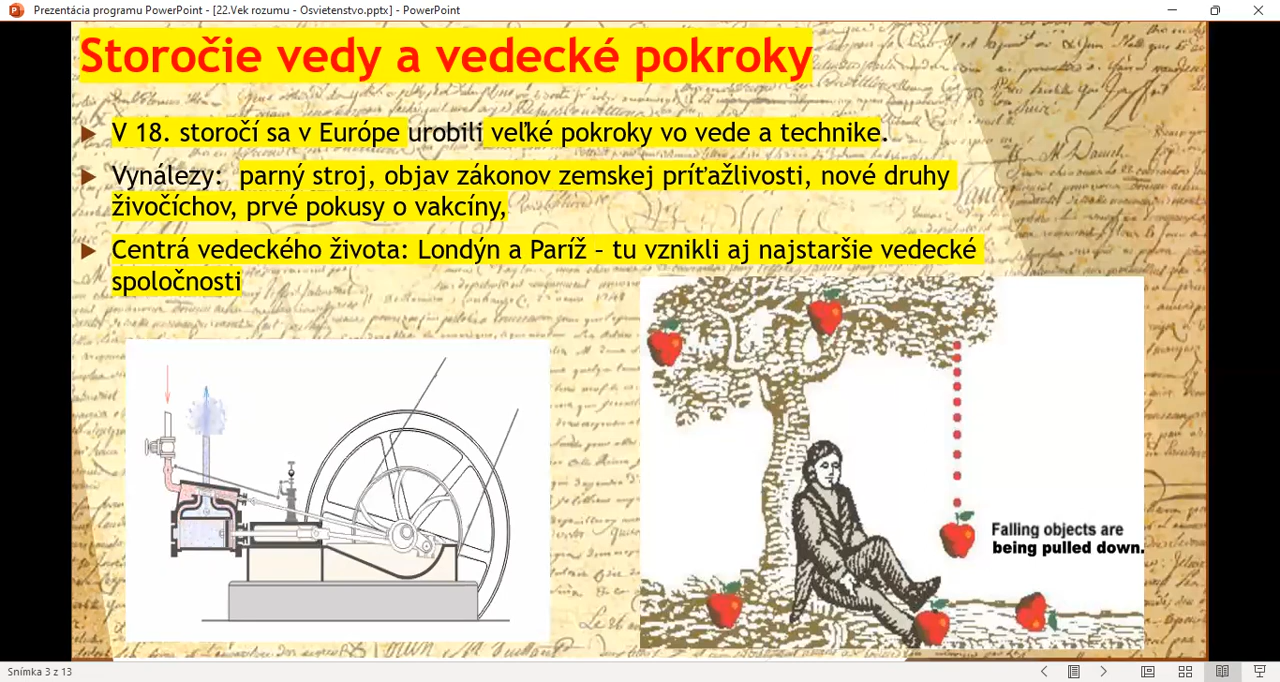 Prezentácia programu PowerPoint - [22.Vek rozumu - Osvietenstvo.pptx] - PowerPoint
Storočie vedy a vedecké pokroky
V 18. storočí sa v Európe urobili veľké pokroky vo vede a technike.
Vynálezy: parný stroj, objav zákonov zemskej príťažlivosti, nové druhy
živočíchov, prvé pokusy o vakcíny,
Centrá vedeckého života: Londýn a Paríž – tu vznikli aj najstaršie vedecké
spoločnosti
Falling objects are
being pulled down.
Snímka 3 z 13